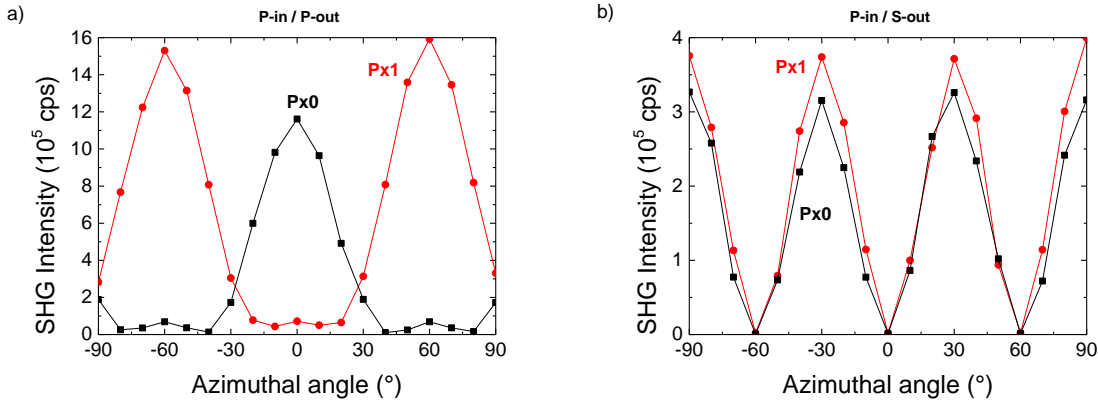 a)
P-in / P-out
SHG Intensity (10⁵ cps)
16
14
12
10
8
6
4
2
0
Px1
Px0
-90 -60 -30 0 30 60 90
Azimuthal angle (°)
b)
P-in / S-out
SHG Intensity (10⁵ cps)
4
3
2
1
0
Px1
Px0
-90 -60 -30 0 30 60 90
Azimuthal angle (°)